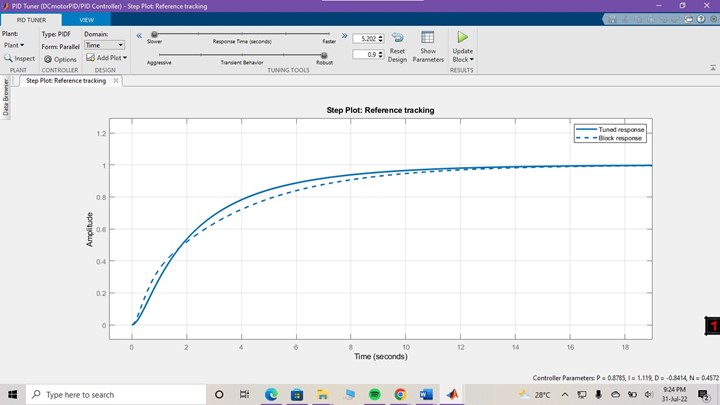 PID Tuner (DCmotorPID/PID Controller) - Step Plot: Reference tracking
PID TUNER VIEW
Plant: Type: PIDF Domain:
Plant Form: Parallel Time
Inspect Options Add Plot
PLANT CONTROLLER DESIGN
Slower Response Time (seconds) Faster
Aggressive Transient Behavior Robust
5.202
0.9
TUNING TOOLS
Reset Design
Show Parameters
Update Block
RESULTS
Data Browser
Step Plot: Reference tracking
Step Plot: Reference tracking
Tuned response
Block response
Amplitude
1.2
1
0.8
0.6
0.4
0.2
0
0 2 4 6 8 10 12 14 16 18
Time (seconds)
Controller Parameters: P = 0.8785, I = 1.119, D = -0.8414, N = 0.4572
Type here to search
28°C
9:24 PM
31-Jul-22